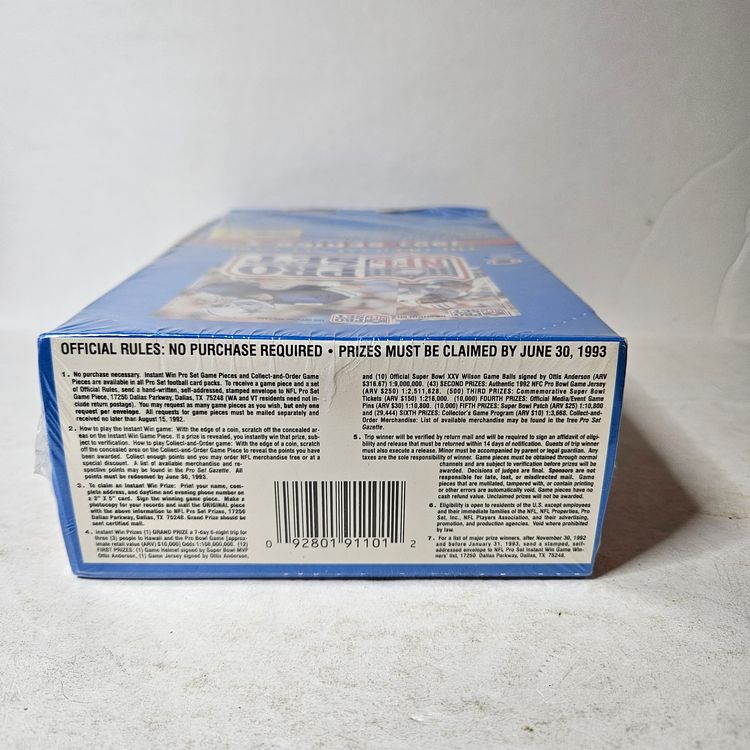 NFL
PRO
SET
OFFICIAL RULES: NO PURCHASE REQUIRED • PRIZES MUST BE CLAIMED BY JUNE 30, 1993
1. No purchase necessary. Instant Win Pro Set Game Pieces and Collect-and-Order Game
Pieces are available in all Pro Set football card packs. To receive a game piece and a set
of Official Rules, send a hand-written, self-addressed, stamped envelope to NFL Pro Set
Game Piece, 17250 Dallas Parkway, Dallas, TX 75248 (WA and VT residents need not in-
clude return postage). You may request as many game pieces as you wish, but only one
request per envelope. All requests for game pieces must be mailed separately and
received no later than August 15, 1992.
2. How to play the Instant Win game: With the edge of a coin, scratch off the concealed ar-
eas on the Instant Win Game Piece. If a prize is revealed, you instantly win that prize, sub-
ject to verification. How to play Collect-and-Order game: With the edge of a coin, scratch
off the concealed area on the Collect-and-Order Game Piece to reveal the points you have
been awarded. Collect enough points and you may order NFL merchandise free or at a
special discount. A list of available merchandise and re-
spective points may be found in the Pro Set Gazette. All
points must be redeemed by June 30, 1993.
3. To claim an Instant Win Prize: Print your name, com-
plete address, and daytime and evening phone number on
a 3" X 5" card. Sign the winning game piece. Make a
photocopy for your records and mail the ORIGINAL piece
with the above information to NFL Pro Set Prizes, 17250
Dallas Parkway, Dallas, TX 75248. Grand Prize should be
sent certified mail.
4. Instant Win Prizes (1) GRAND PRIZE a 7-day 6-night trip for
three (3) people to Hawaii and the Pro Bowl Game [approx-
imate retail value (ARV) $10,000] Odds 1:108,000,000. (12)
FIRST PRIZES: (1) Game Helmet signed by Super Bowl MVP
Ottis Anderson, (1) Game Jersey signed by Ottis Anderson,
and (10) Official Super Bowl XXV Wilson Game Balls signed by Ottis Anderson (ARV
$316.67) 1:9,000,000. (43) SECOND PRIZES: Authentic 1992 NFC Pro Bowl Game Jersey
(ARV $250) 1:2,511,628. (500) THIRD PRIZES: Commemorative Super Bowl
Tickets (ARV $150) 1:216,000. (10,000) FOURTH PRIZES: Official Media/Event Game
Pins (ARV $30) 1:10,800. (10,000) FIFTH PRIZES: Super Bowl Patch (ARV $25) 1:10,800
and (29,444) SIXTH PRIZES: Collector's Game Program (ARV $10) 1:3,668. Collect-and-
Order Merchandise: List of available merchandise may be found in the free Pro Set
Gazette.
5. Trip winner will be verified by return mail and will be required to sign an affidavit of eligi-
bility and release that must be returned within 14 days of notification. Guests of trip winner
must also execute a release. Minor must be accompanied by parent or legal guardian. Any
taxes are the sole responsibility of winner. Game pieces must be obtained through normal
channels and are subject to verification before prizes will be
awarded. Decisions of judges are final. Sponsors are not
responsible for late, lost, or misdirected mail. Game
pieces that are mutilated, tampered with, or contain printing
or other errors are automatically void. Game pieces have no
cash refund value. Unclaimed prizes will not be awarded.
6. Eligibility is open to residents of the U.S. except employees
and their immediate families of the NFL, NFL Properties, Pro
Set, Inc., NFL Players Association, and their advertising,
promotion, and production agencies. Void where prohibited
by law.
7. For a list of major prize winners, after November 30, 1992
and before January 31, 1993, send a stamped, self-
addressed envelope to NFL Pro Set Instant Win Game Win-
ners' list, 17250 Dallas Parkway, Dallas, TX 75248.
0 92801 91101 2